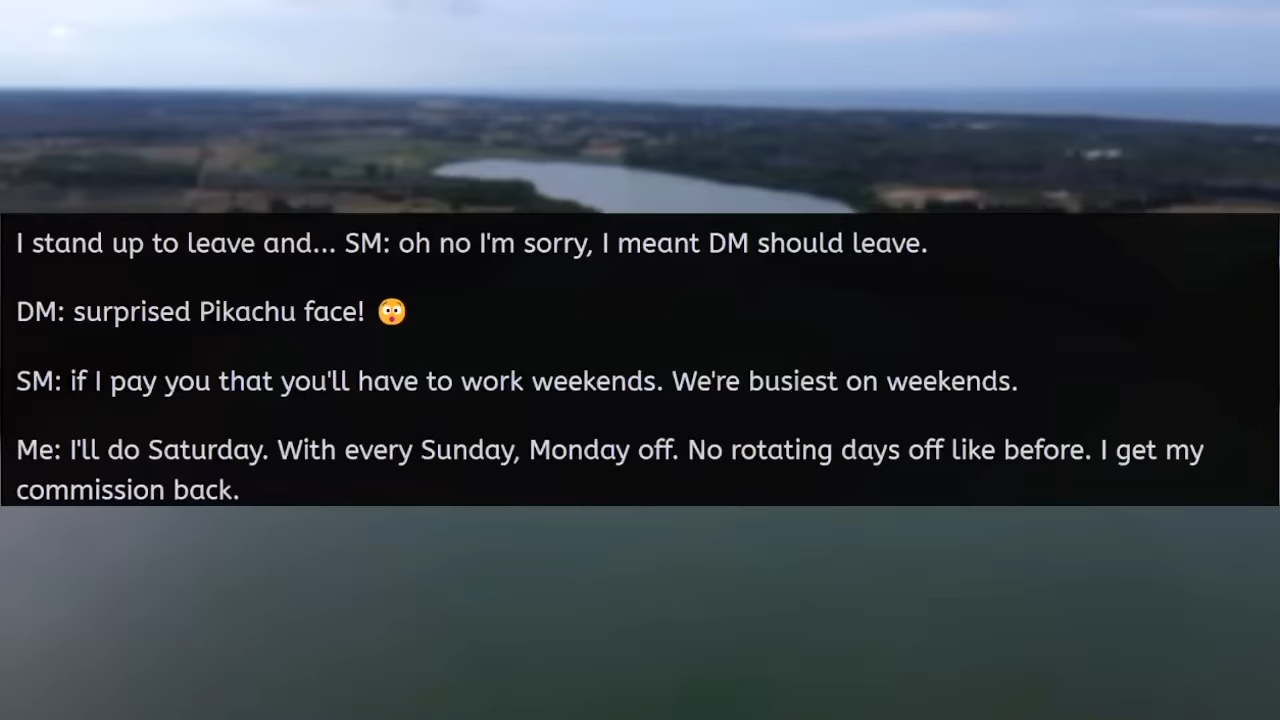 I stand up to leave and... SM: oh no I'm sorry, I meant DM should leave.
DM: surprised Pikachu face! 😲
SM: if I pay you that you'll have to work weekends. We're busiest on weekends.
Me: I'll do Saturday. With every Sunday, Monday off. No rotating days off like before. I get my
commission back.